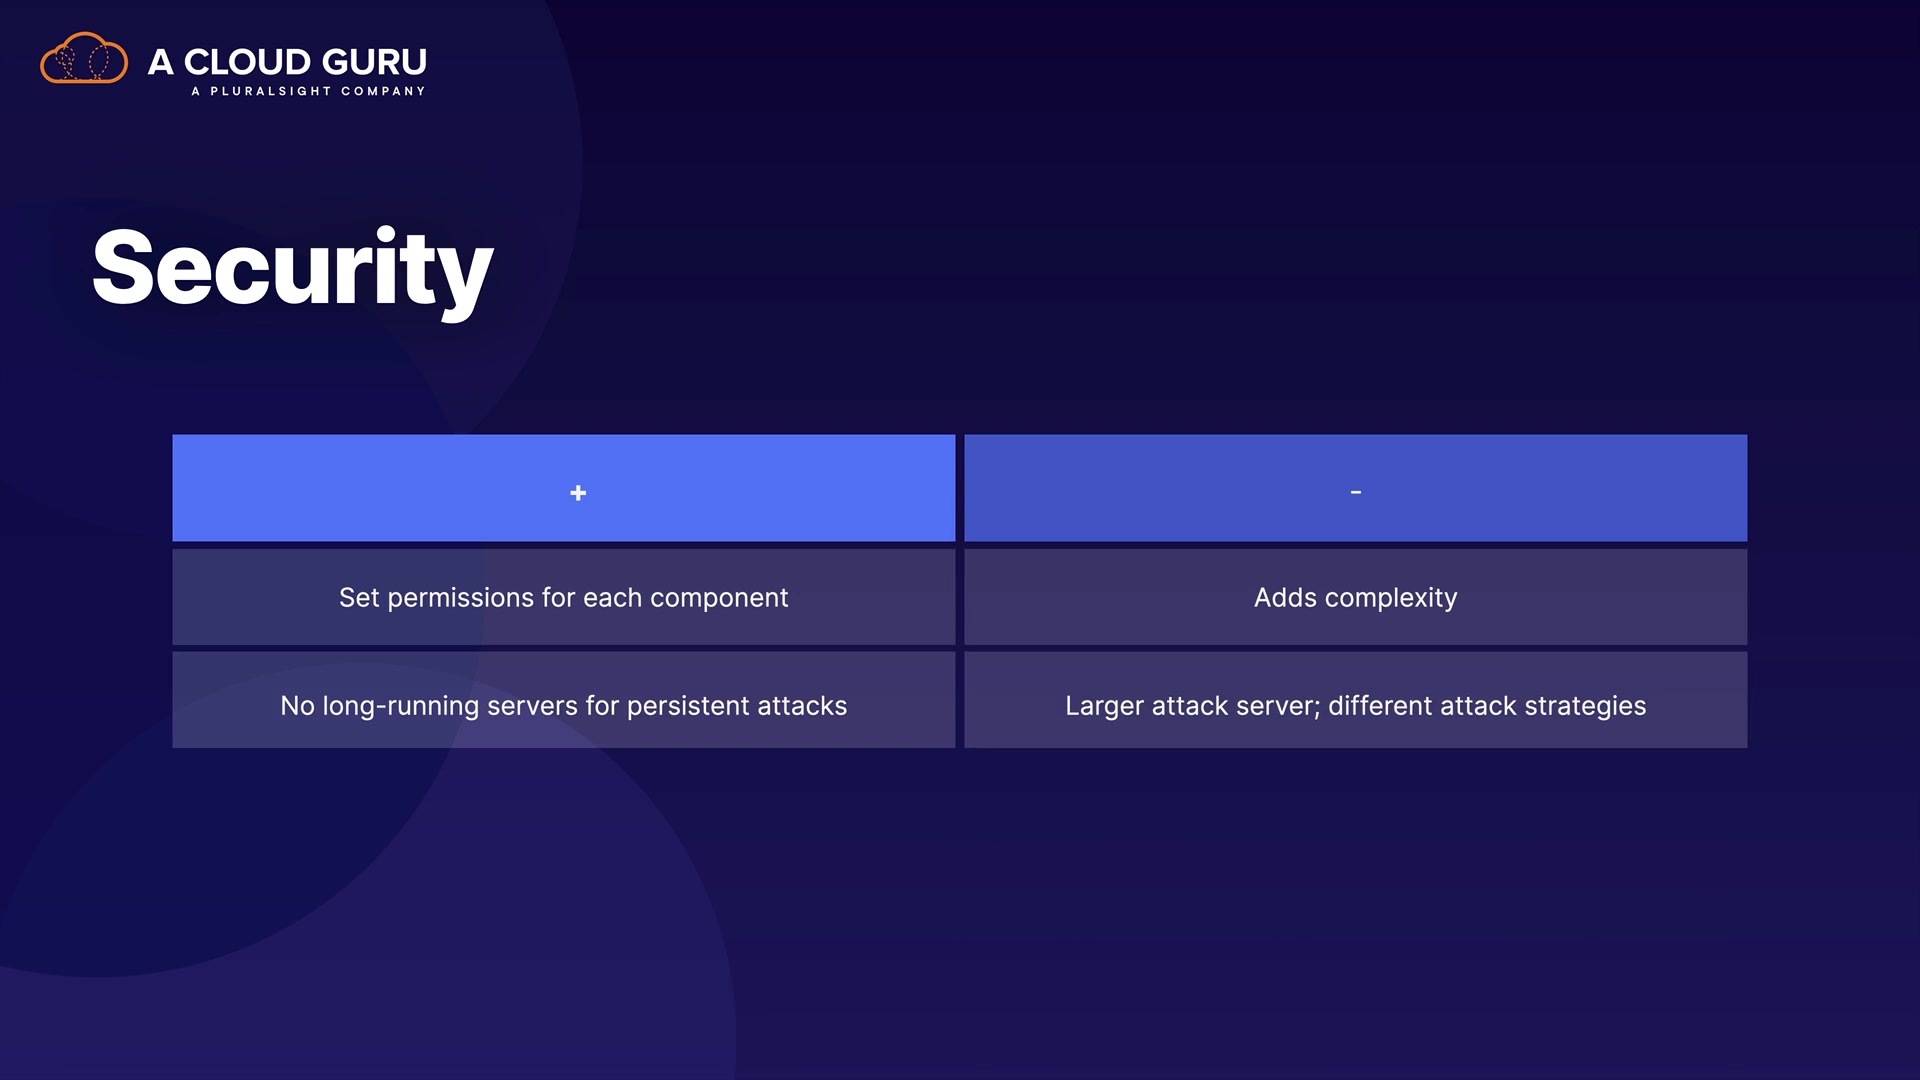 A CLOUD GURU
A PLURALSIGHT COMPANY
Security
+
-
Set permissions for each component
Adds complexity
No long-running servers for persistent attacks
Larger attack server; different attack strategies